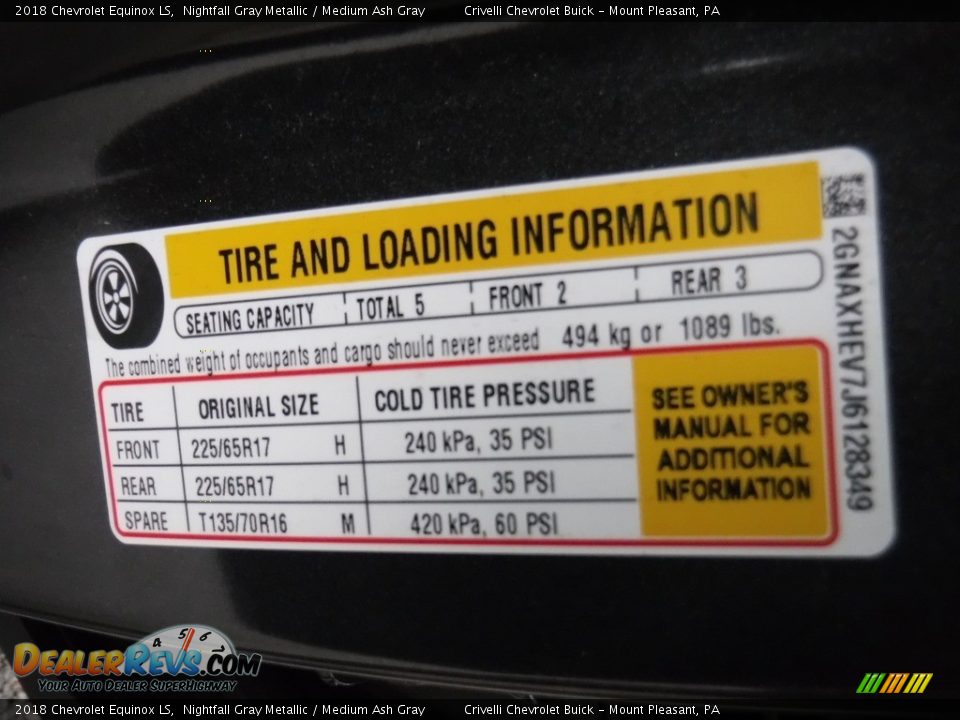 2018 Chevrolet Equinox LS, Nightfall Gray Metallic / Medium Ash Gray Crivelli Chevrolet Buick - Mount Pleasant, PA
TIRE AND LOADING INFORMATION
SEATING CAPACITY TOTAL 5 FRONT 2 REAR 3
The combined weight of occupants and cargo should never exceed 494 kg or 1089 lbs.
TIRE ORIGINAL SIZE COLD TIRE PRESSURE
FRONT 225/65R17 H 240 kPa, 35 PSI
REAR 225/65R17 H 240 kPa, 35 PSI
SPARE T135/70R16 M 420 kPa, 60 PSI
SEE OWNER'S
MANUAL FOR
ADDITIONAL
INFORMATION
2GNAXHEV7J6128349
4 5 6
DEALERREVS.COM
YOUR AUTO DEALER SUPERHIGHWAY
2018 Chevrolet Equinox LS, Nightfall Gray Metallic / Medium Ash Gray Crivelli Chevrolet Buick - Mount Pleasant, PA